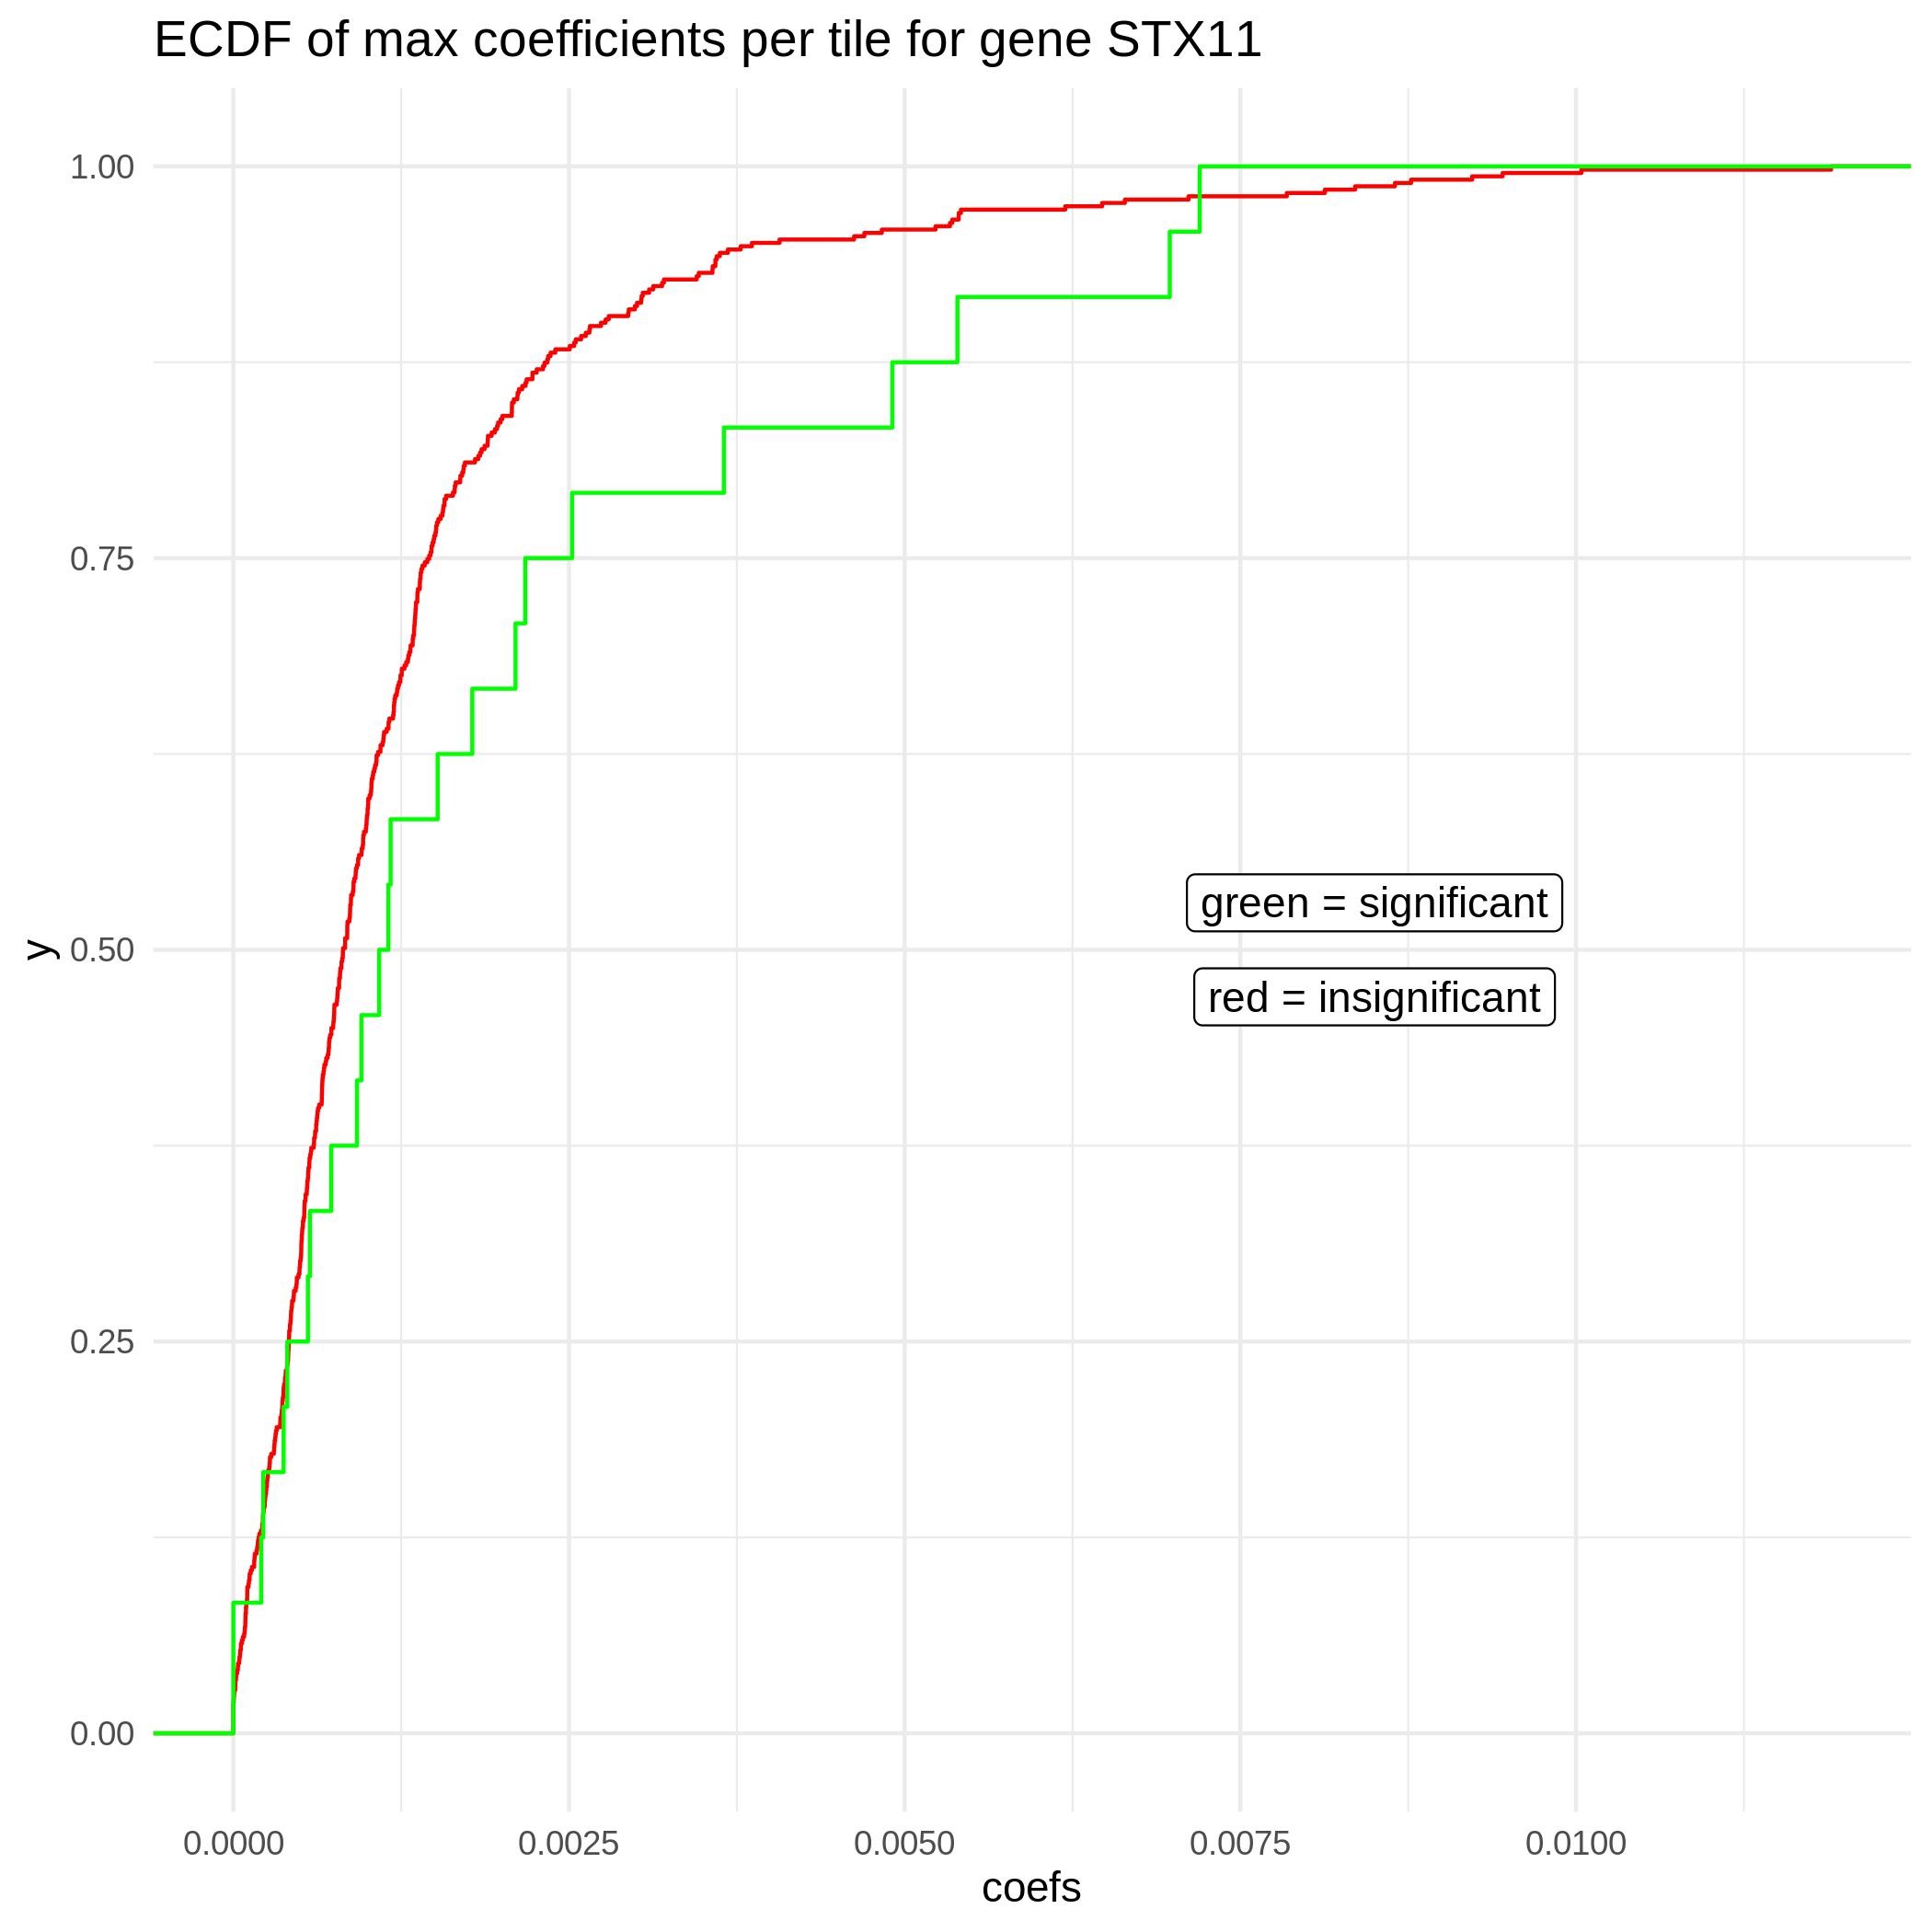 ECDF of max coefficients per tile for gene STX11
1.00
0.75
0.50
0.25
0.00
y
green = significant
red = insignificant
0.0000 0.0025 0.0050 0.0075 0.0100
coefs